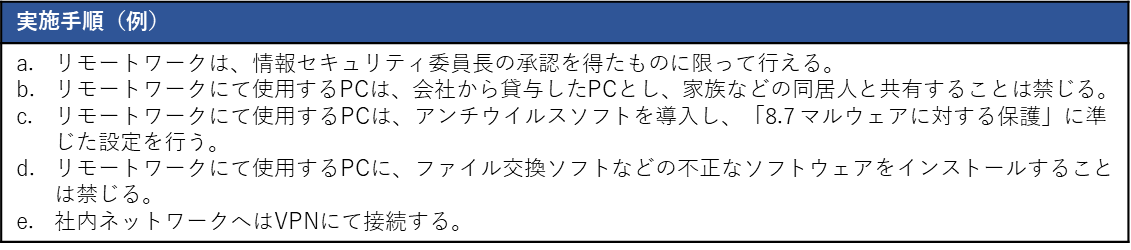 実施手順（例）
a. リモートワークは、情報セキュリティ委員長の承認を得たものに限って行える。
b. リモートワークにて使用するPCは、会社から貸与したPCとし、家族などの同居人と共有することは禁じる。
c. リモートワークにて使用するPCは、アンチウイルスソフトを導入し、「8.7 マルウェアに対する保護」に準
じた設定を行う。
d. リモートワークにて使用するPCに、ファイル交換ソフトなどの不正なソフトウェアをインストールすること
は禁じる。
e. 社内ネットワークへはVPNにて接続する。